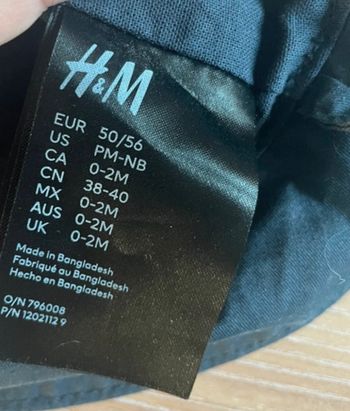 H&M
EUR 50/56
US PM-NB
CA 0-2M
CN 38-40
MX 0-2M
AUS 0-2M
UK 0-2M
Made in Bangladesh
Fabriqué au Bangladesh
Hecho en Bangladesh
O/N 796008
P/N 1202112 9